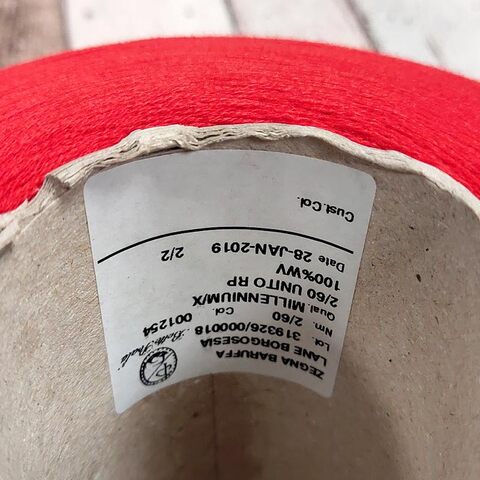 ZEGNA BARUFFA
LANE BORGOSESIA
Lot. 319326/000018
Nm. 2/60 Col. 001254
Qual. MILLENNIUM/X
2/60 UNITO RP
100%WV
Date 28-JAN-2019 2/2
Cust.Col.